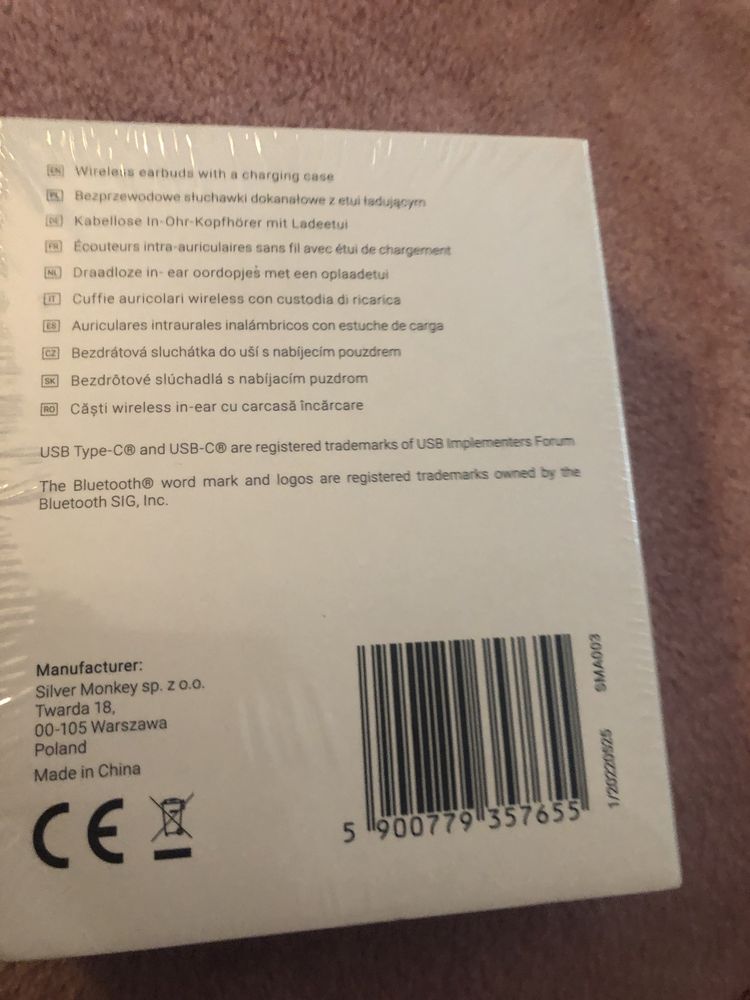 EN Wireless earbuds with a charging case
PL Bezprzewodowe słuchawki dokanałowe z etui ładującym
DE Kabellose In-Ohr-Kopfhörer mit Ladeetui
FR Écouteurs intra-auriculaires sans fil avec étui de chargement
NL Draadloze in- ear oordopjes met een oplaadetui
IT Cuffie auricolari wireless con custodia di ricarica
ES Auriculares intraurales inalámbricos con estuche de carga
CZ Bezdrátová sluchátka do uší s nabíjecím pouzdrem
SK Bezdrôtové slúchadlá s nabíjacím puzdrom
RO Căști wireless in-ear cu carcasă încărcare
USB Type-C® and USB-C® are registered trademarks of USB Implementers Forum
The Bluetooth® word mark and logos are registered trademarks owned by the
Bluetooth SIG, Inc.
Manufacturer:
Silver Monkey sp. z o.o.
Twarda 18,
00-105 Warszawa
Poland
Made in China
CE
5 900779 357655
SMA003
1/20220525